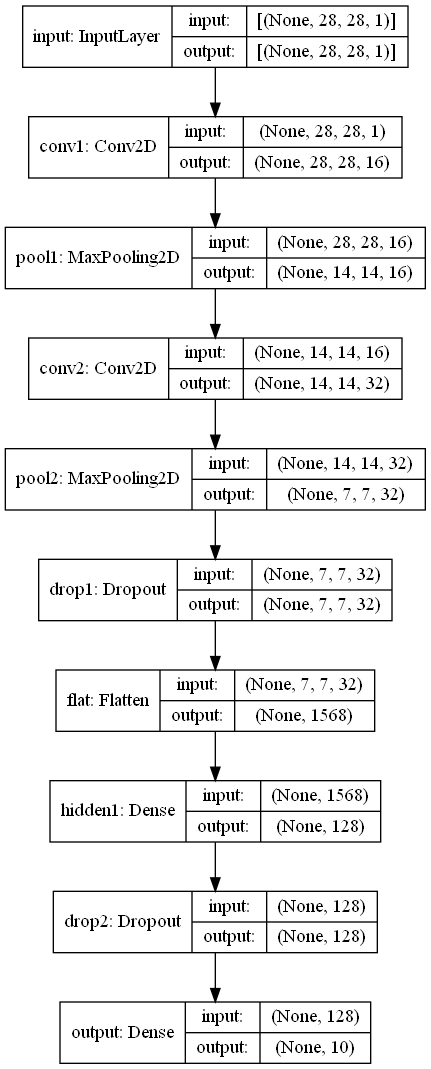 input: InputLayer
input: [(None, 28, 28, 1)]
output: [(None, 28, 28, 1)]
conv1: Conv2D
input: (None, 28, 28, 1)
output: (None, 28, 28, 16)
pool1: MaxPooling2D
input: (None, 28, 28, 16)
output: (None, 14, 14, 16)
conv2: Conv2D
input: (None, 14, 14, 16)
output: (None, 14, 14, 32)
pool2: MaxPooling2D
input: (None, 14, 14, 32)
output: (None, 7, 7, 32)
drop1: Dropout
input: (None, 7, 7, 32)
output: (None, 7, 7, 32)
flat: Flatten
input: (None, 7, 7, 32)
output: (None, 1568)
hidden1: Dense
input: (None, 1568)
output: (None, 128)
drop2: Dropout
input: (None, 128)
output: (None, 128)
output: Dense
input: (None, 128)
output: (None, 10)